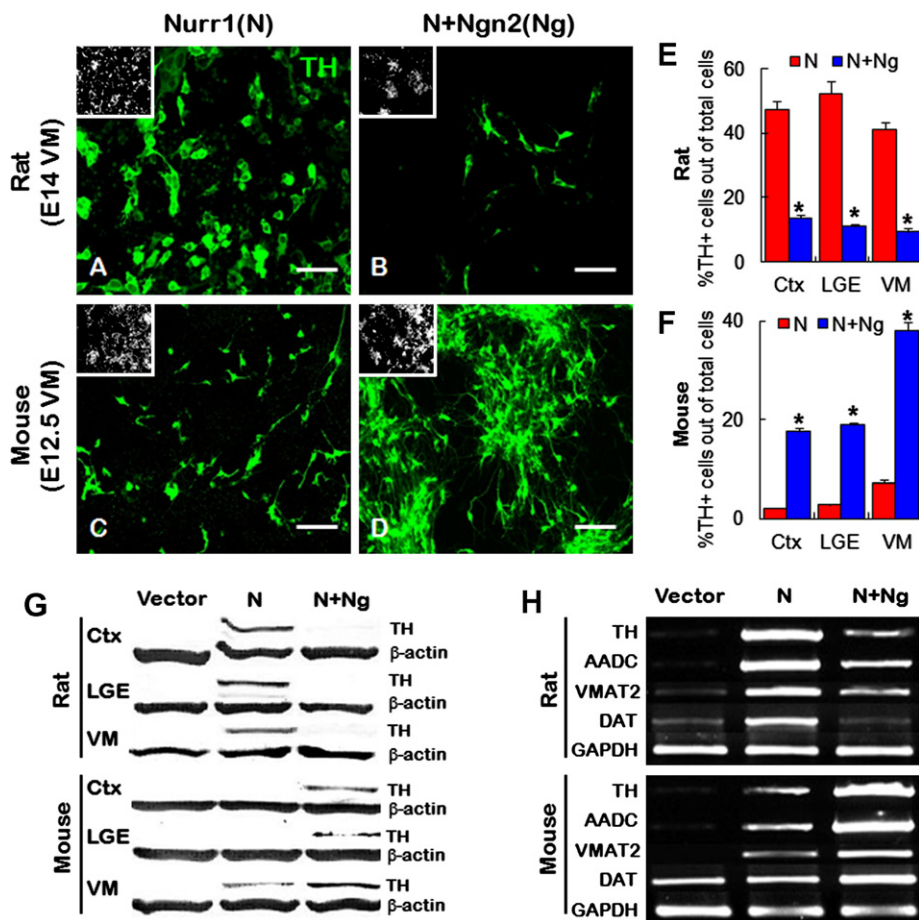 Nurr1(N) N+Ngn2(Ng)
Rat
(E14 VM)
TH
A
B
Mouse
(E12.5 VM)
C
D
E
N N+Ng
Rat
%TH+ cells out of total cells
60
40
20
0
* * *
Ctx LGE VM
F
N N+Ng
Mouse
%TH+ cells out of total cells
40
20
0
* * *
Ctx LGE VM
G
Vector N N+Ng
Rat
Ctx TH
β-actin
LGE TH
β-actin
VM TH
β-actin
Mouse
Ctx TH
β-actin
LGE TH
β-actin
VM TH
β-actin
H
Vector N N+Ng
Rat
TH
AADC
VMAT2
DAT
GAPDH
Mouse
TH
AADC
VMAT2
DAT
GAPDH